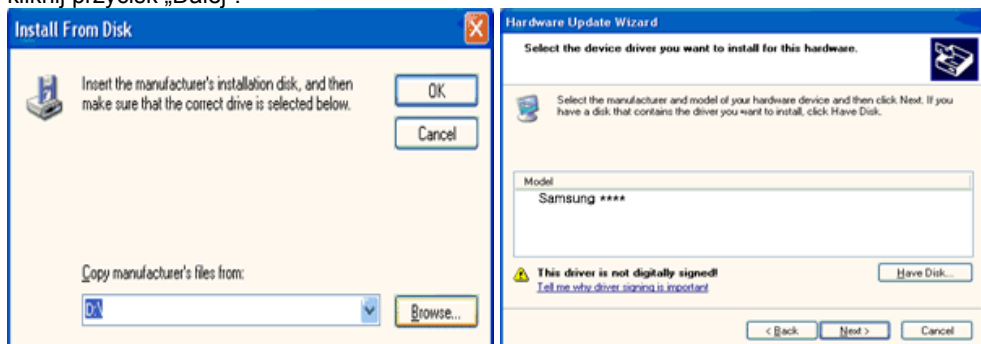 kliknij przycisk „Dalej”.
Install From Disk
Insert the manufacturer's installation disk, and then
make sure that the correct drive is selected below.
OK
Cancel
Copy manufacturer's files from:
D:\
Browse...
Hardware Update Wizard
Select the device driver you want to install for this hardware.
Select the manufacturer and model of your hardware device and then click Next. If you
have a disk that contains the driver you want to install, click Have Disk.
Model
Samsung ****
This driver is not digitally signed!
Tell me why driver signing is important
Have Disk...
< Back
Next >
Cancel